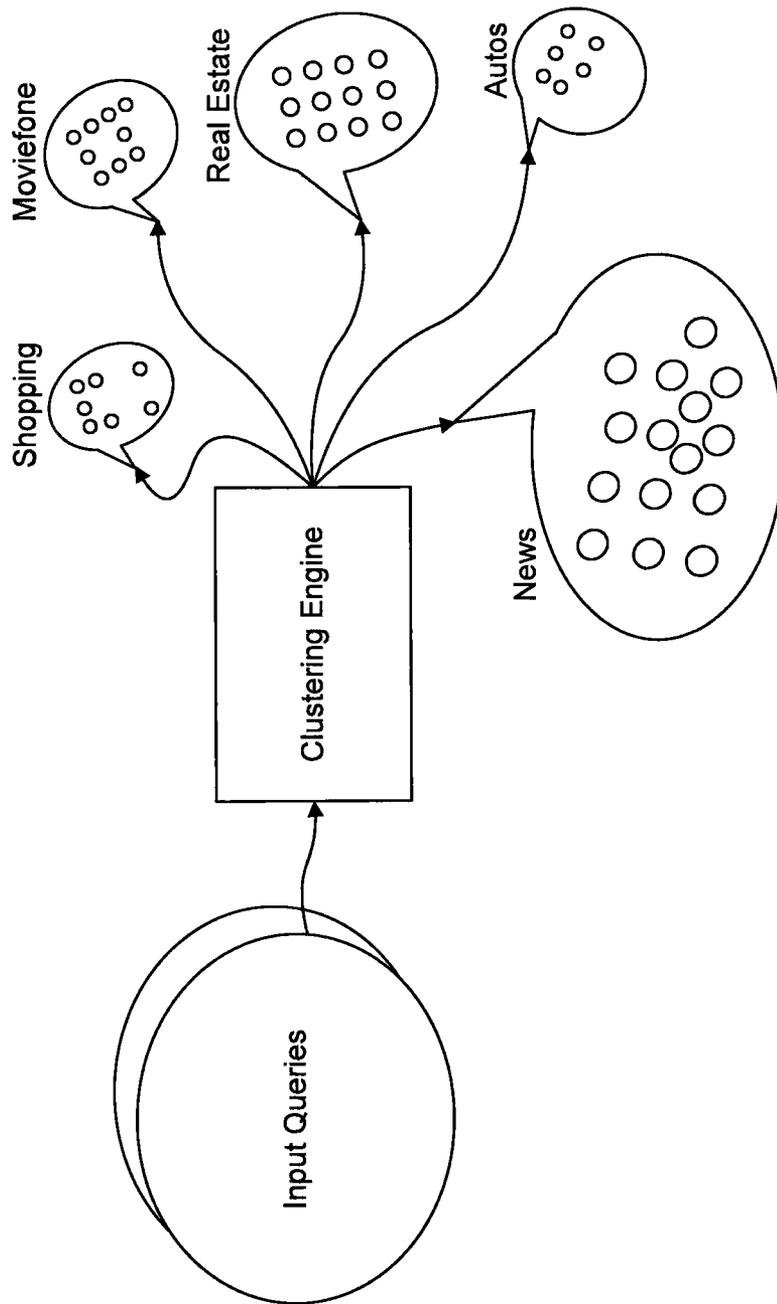 Input Queries
Clustering Engine
Shopping
Moviefone
Real Estate
Autos
News